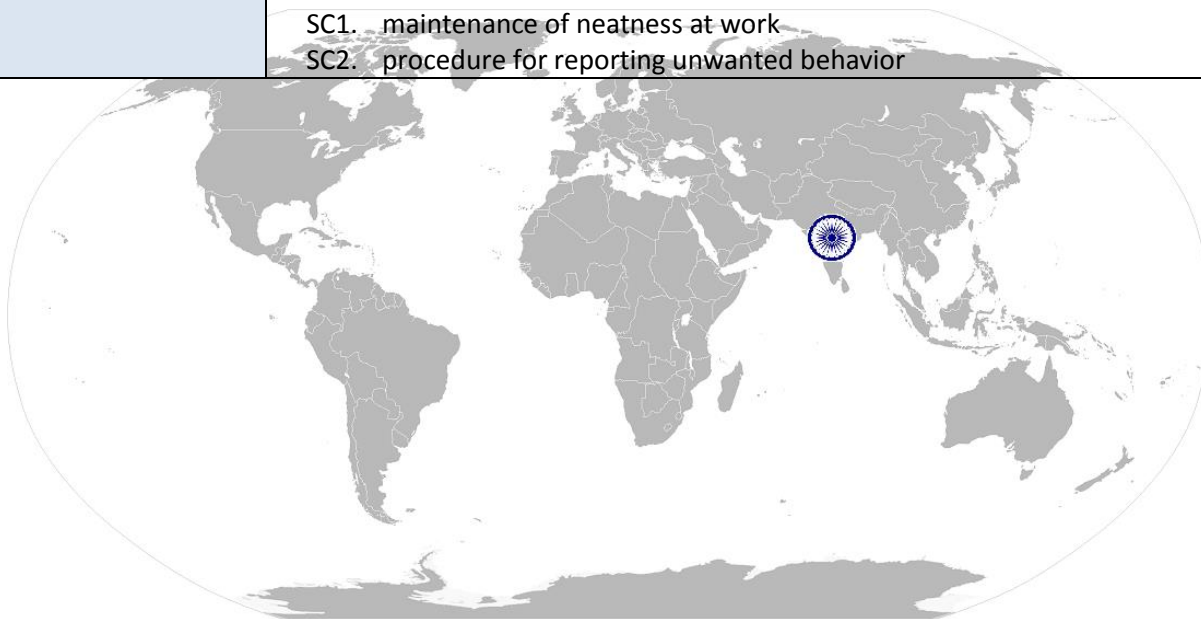 SC1. maintenance of neatness at work
SC2. procedure for reporting unwanted behavior